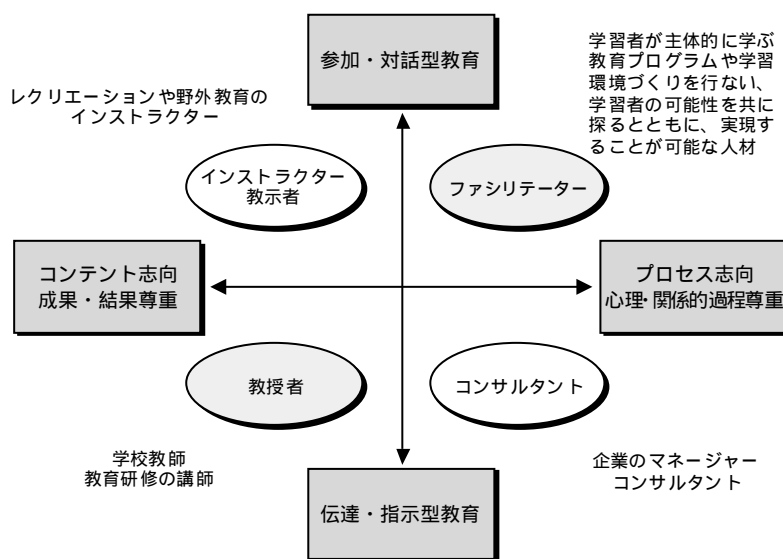 参加・対話型教育
学習者が主体的に学ぶ
教育プログラムや学習
環境づくりを行ない、
学習者の可能性を共に
探るとともに、実現す
ることが可能な人材
レクリエーションや野外教育の
インストラクター
インストラクター
教示者
ファシリテーター
コンテント志向
成果・結果尊重
プロセス志向
心理・関係的過程尊重
教授者
コンサルタント
学校教師
教育研修の講師
企業のマネージャー
コンサルタント
伝達・指示型教育